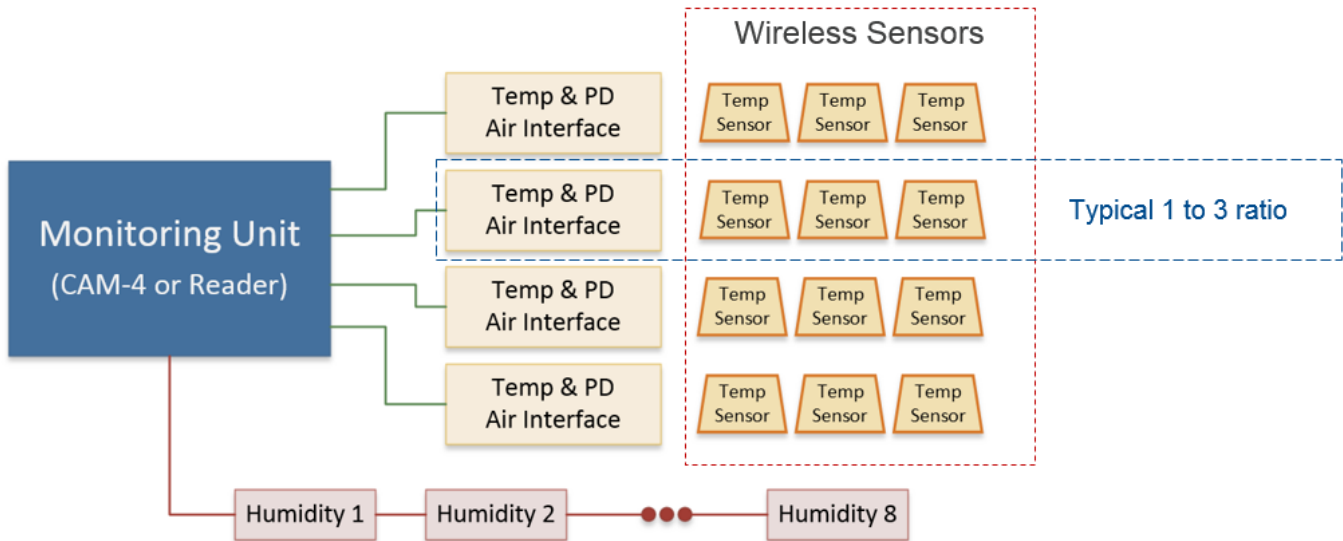 Wireless Sensors
Temp & PD
Air Interface
Temp
Sensor
Temp
Sensor
Temp
Sensor
Monitoring Unit
(CAM-4 or Reader)
Temp & PD
Air Interface
Temp
Sensor
Temp
Sensor
Temp
Sensor
Typical 1 to 3 ratio
Temp & PD
Air Interface
Temp
Sensor
Temp
Sensor
Temp
Sensor
Temp & PD
Air Interface
Temp
Sensor
Temp
Sensor
Temp
Sensor
Humidity 1
Humidity 2
Humidity 8